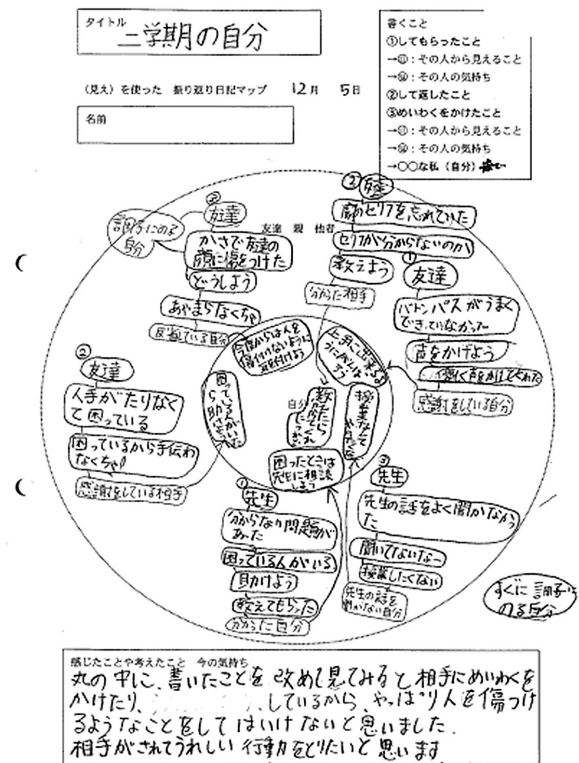 タイトル
二学期の自分
(見え)を使った 振り返り日記マップ 12月 5日
名前
書くこと
①してもらったこと
→㋯:その人から見えること
→㋖:その人の気持ち
②して返したこと
③めいわくをかけたこと
→㋯:その人から見えること
→㋖:その人の気持ち
→○○な私(自分)
調子にのる
自分
友達
かさで友達の
顔に傷をつけた
どうしよう
あやまらなくちゃ
反省している自分
友達 親 他者
②
友達
劇のセリフを忘れていた
セリフが分からないのか
教えよう
分かった相手
①
友達
バトンパスがうまく
できていなかった
声をかけよう
感謝をしている自分
②
友達
人手がたりなく
て困っている
困っているから手伝わ
なくちゃ
感謝をしている相手
今度からは人を
自分
困ったときは
先生に相談
しよう
①
先生
分からない問題が
あった
困っている人がいる
助けよう
教えてもらった
分かった自分
③
先生
先生の話をよく聞かなかっ
た
聞いてないな~
授業したくない
先生の話を
聞かない自分
すぐに調子に
のる自分
感じたことや考えたこと 今の気持ち
丸の中に、書いたことを改めて見てみると相手にめいわくを
かけたり、 しているから、やっぱり人を傷つけ
るようなことをしてはいけないと思いました。
相手がされてうれしい行動をとりたいと思います